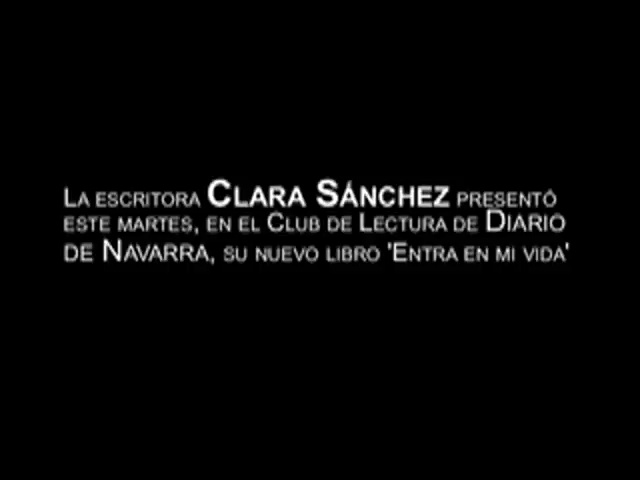 La escritora Clara Sánchez presentó
este martes, en el Club de Lectura de Diario
de Navarra, su nuevo libro 'Entra en mi vida'